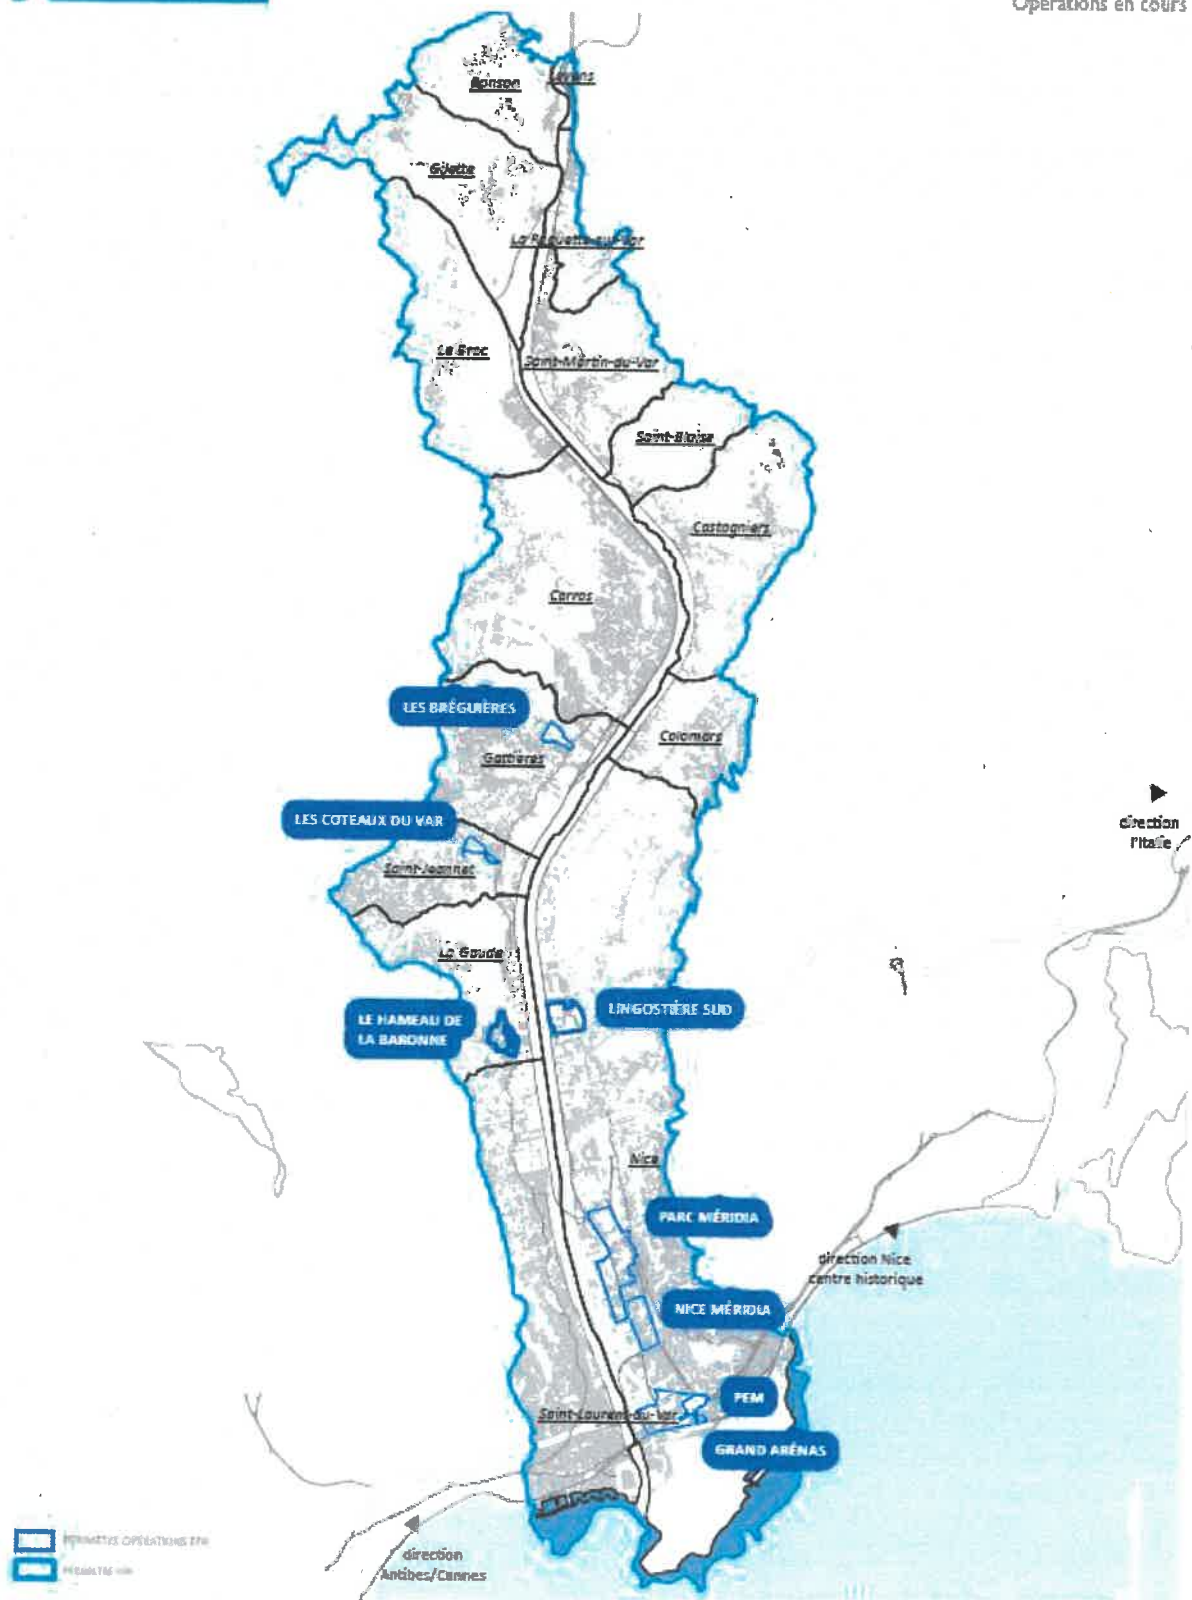 Opérations en cours
Bonson
Levens
Gilette
La Roquette-sur-Var
Le Broc
Saint-Martin-du-Var
Saint-Blaise
Castagniers
Carros
LES BRÉGUIÈRES
Colomars
Gattières
LES COTEAUX DU VAR
direction
l'Italie
Saint-Jeannet
La Gaude
LINGOSTIÈRE SUD
LE HAMEAU DE
LA BARONNE
Nice
PARC MÉRIDIA
direction Nice
centre historique
NICE MÉRIDIA
PEM
Saint-Laurent-du-Var
GRAND ARÉNAS
PÉRIMÈTRE OPÉRATIONS EPA
direction
Antibes/Cannes